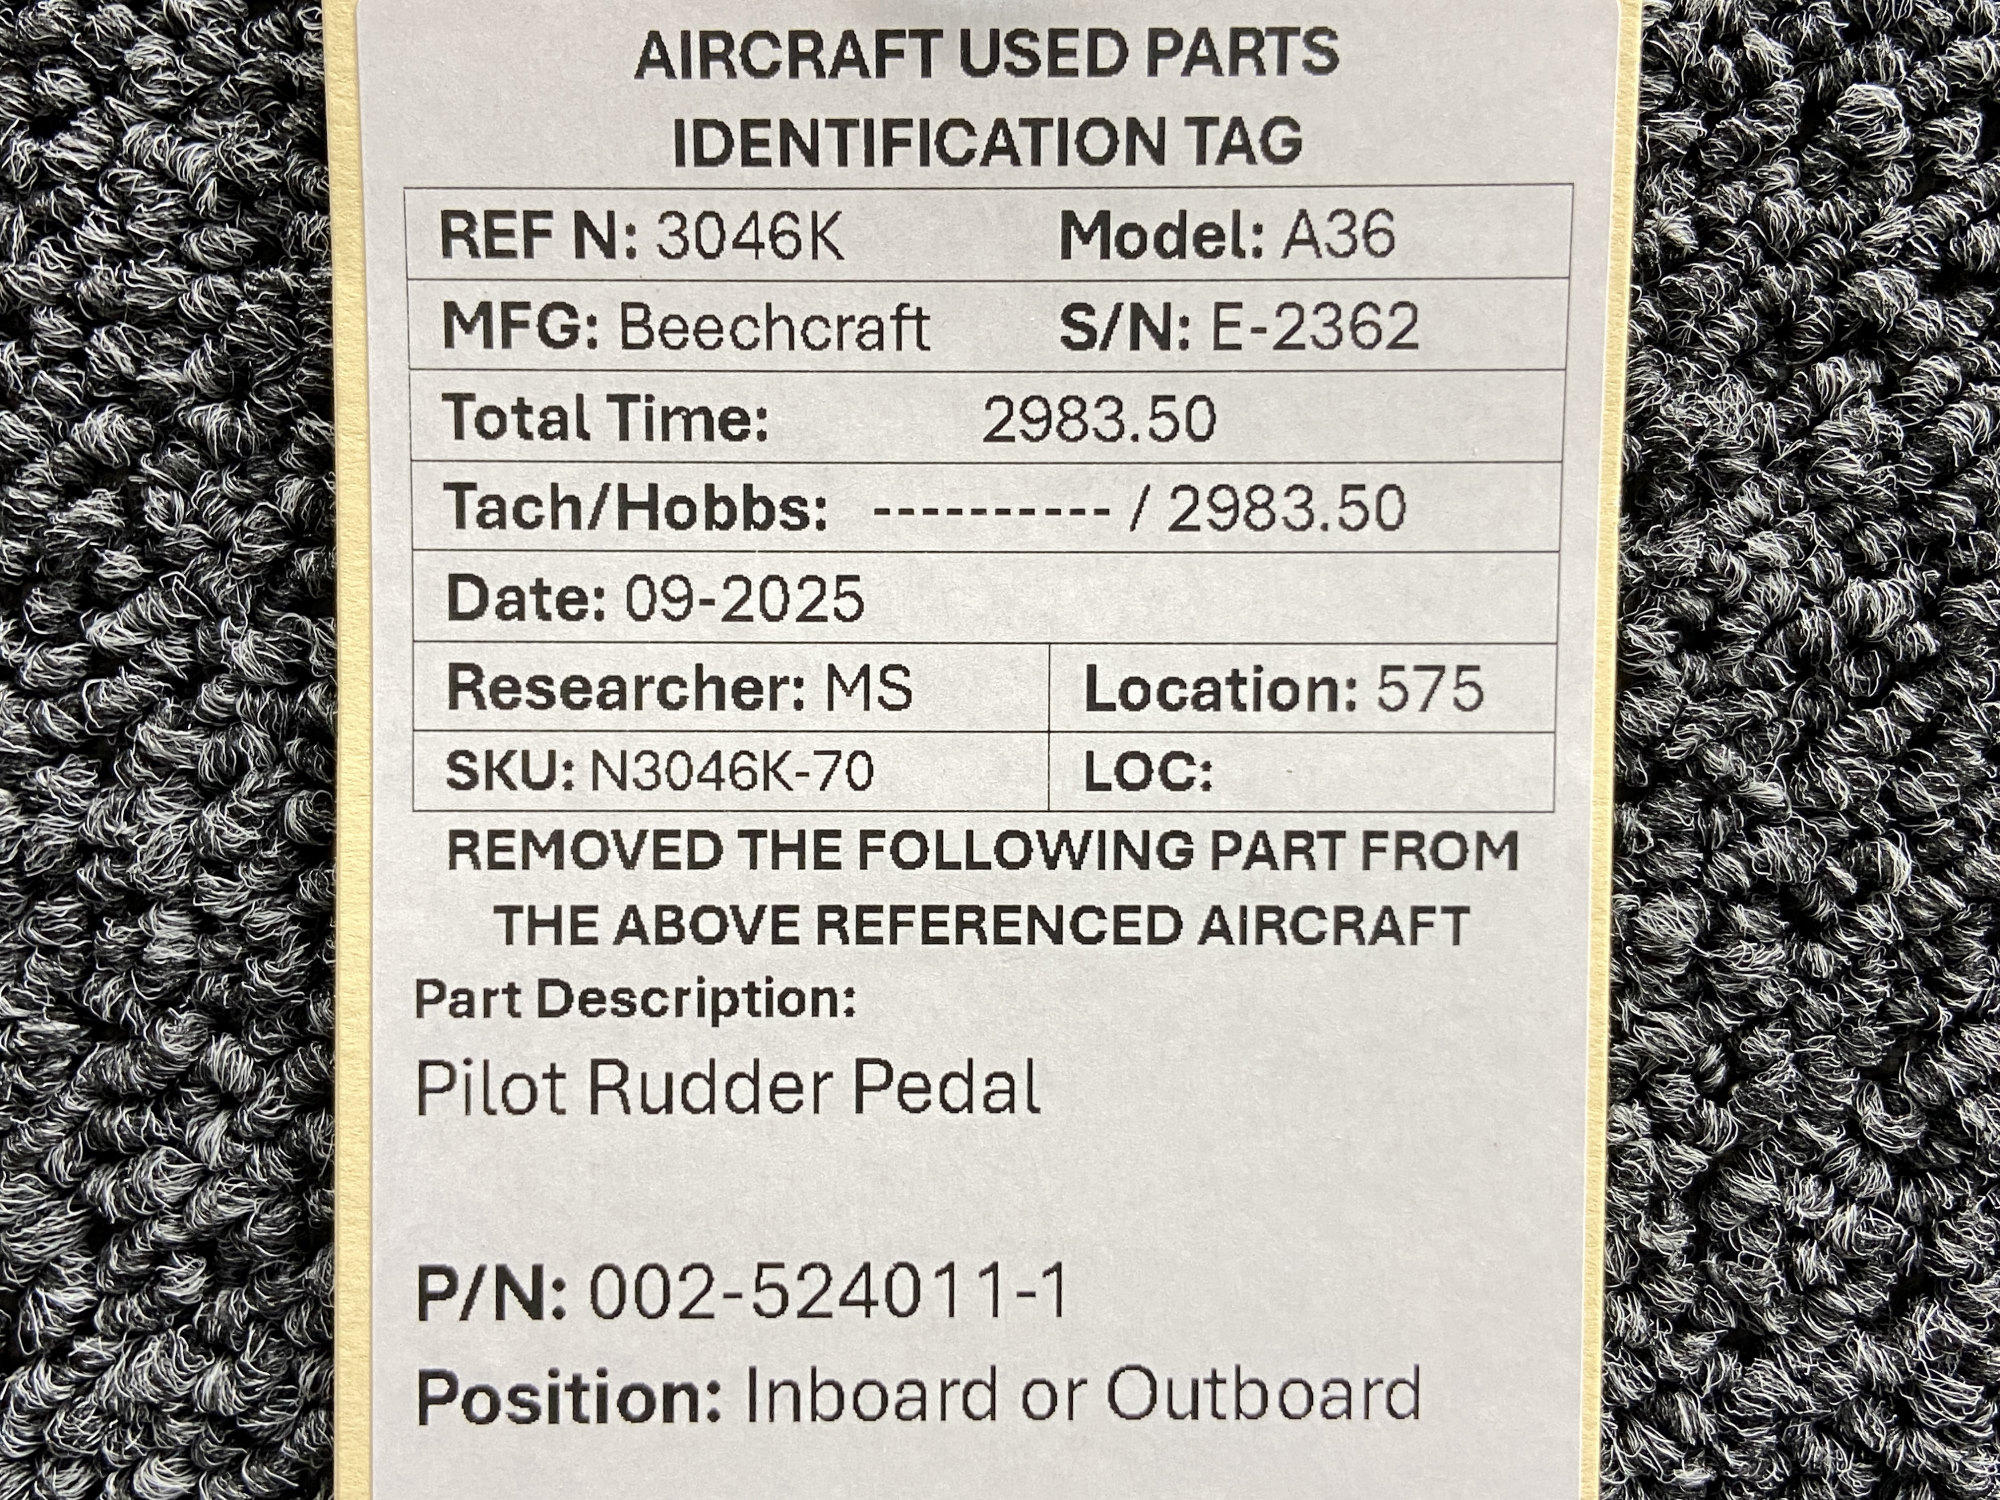 AIRCRAFT USED PARTS
IDENTIFICATION TAG
REF N: 3046K Model: A36
MFG: Beechcraft S/N: E-2362
Total Time: 2983.50
Tach/Hobbs: ---------- / 2983.50
Date: 09-2025
Researcher: MS Location: 575
SKU: N3046K-70 LOC:
REMOVED THE FOLLOWING PART FROM
THE ABOVE REFERENCED AIRCRAFT
Part Description:
Pilot Rudder Pedal
P/N: 002-524011-1
Position: Inboard or Outboard